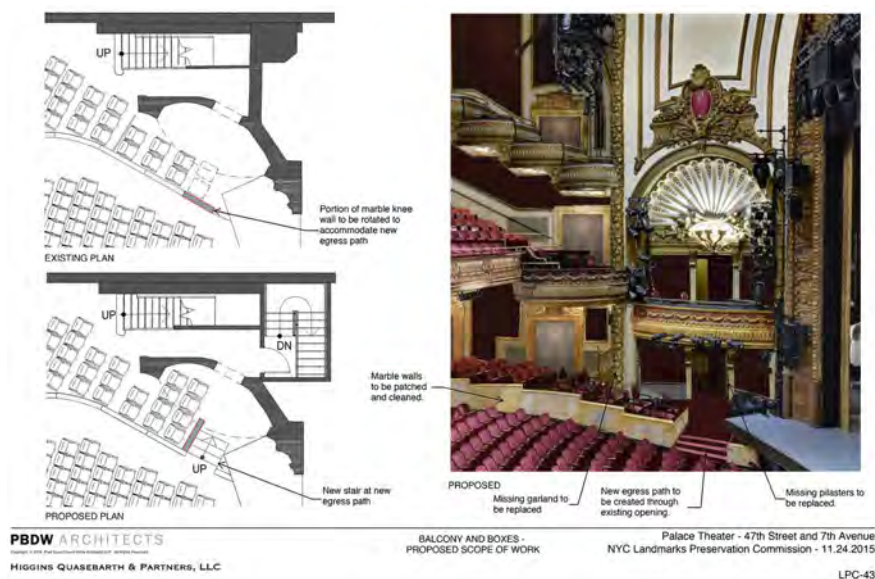 UP
Portion of marble knee
wall to be rotated to
accommodate new
egress path
EXISTING PLAN
UP
DN
UP
New stair at new
egress path
PROPOSED PLAN
Marble walls
to be patched
and cleaned.
PROPOSED
Missing garland to
be replaced
New egress path to
be created through
existing opening.
Missing pilasters to
be replaced.
PBDW ARCHITECTS
HIGGINS QUASEBARTH & PARTNERS, LLC
BALCONY AND BOXES -
PROPOSED SCOPE OF WORK
Palace Theater - 47th Street and 7th Avenue
NYC Landmarks Preservation Commission - 11.24.2015
LPC-43